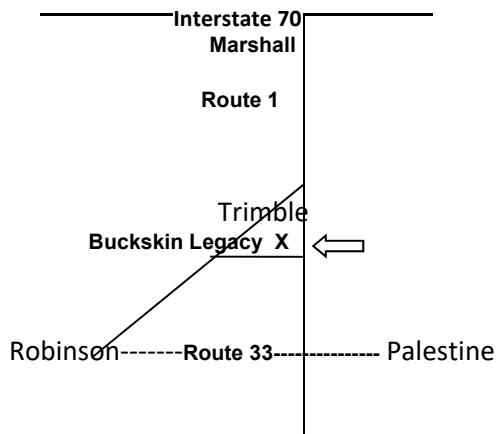 Interstate 70
Marshall
Route 1
Trimble
Buckskin Legacy X
Robinson-------Route 33--------------- Palestine